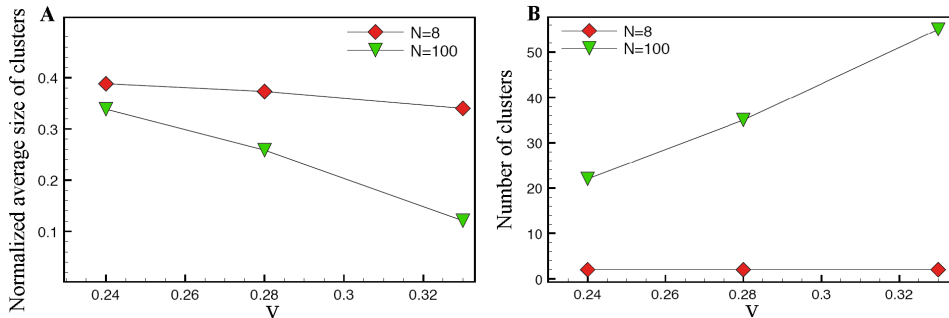 A
N=8
N=100
Normalized average size of clusters
0.4
0.3
0.2
0.1
0.24
0.26
0.28
0.3
0.32
ν
B
N=8
N=100
Number of clusters
50
40
30
20
10
0
0.24
0.26
0.28
0.3
0.32
ν